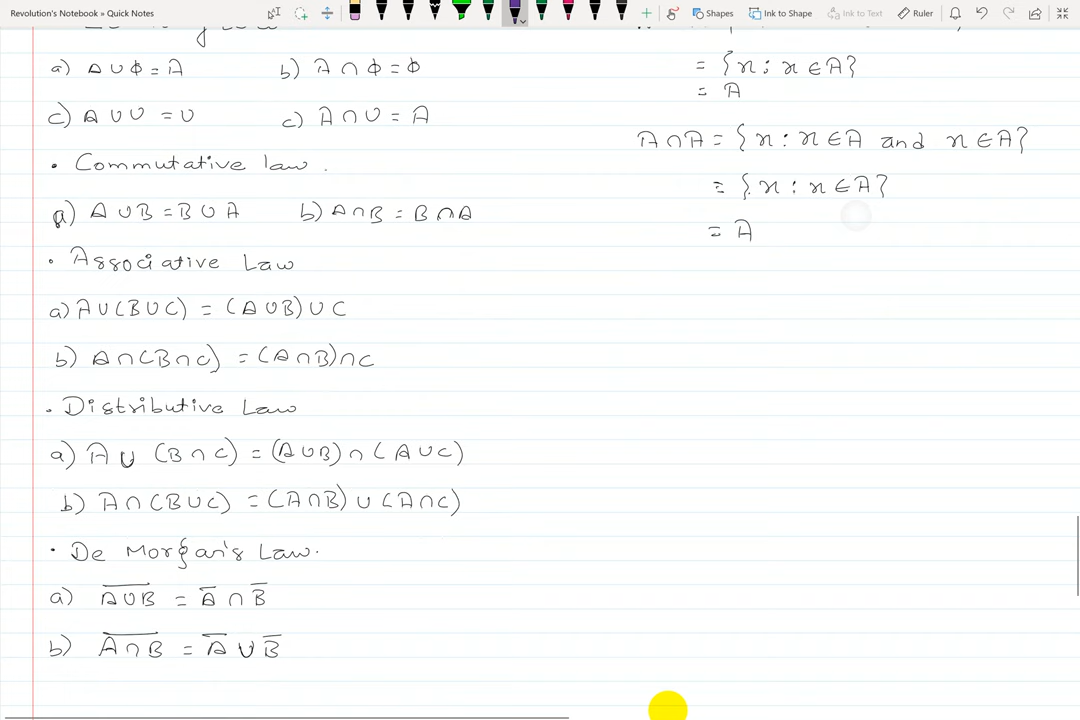 Revolution's Notebook » Quick Notes
Shapes Ink to Shape Ink to Text Ruler
a) A ∪ ϕ = A b) A ∩ ϕ = ϕ
c) A ∪ U = U c) A ∩ U = A
• Commutative law.
a) A ∪ B = B ∪ A b) A ∩ B = B ∩ A
• Associative Law
a) A ∪ (B ∪ C) = (A ∪ B) ∪ C
b) A ∩ (B ∩ C) = (A ∩ B) ∩ C
• Distributive Law
a) A ∪ (B ∩ C) = (A ∪ B) ∩ (A ∪ C)
b) A ∩ (B ∪ C) = (A ∩ B) ∪ (A ∩ C)
• De Morgan's Law.
a) A̅ ∪̅ B̅ = A̅ ∩ B̅
b) A̅ ∩̅ B̅ = A̅ ∪ B̅
= {x : x ∈ A}
= A
A ∩ A = {x : x ∈ A and x ∈ A}
= {x : x ∈ A}
= A